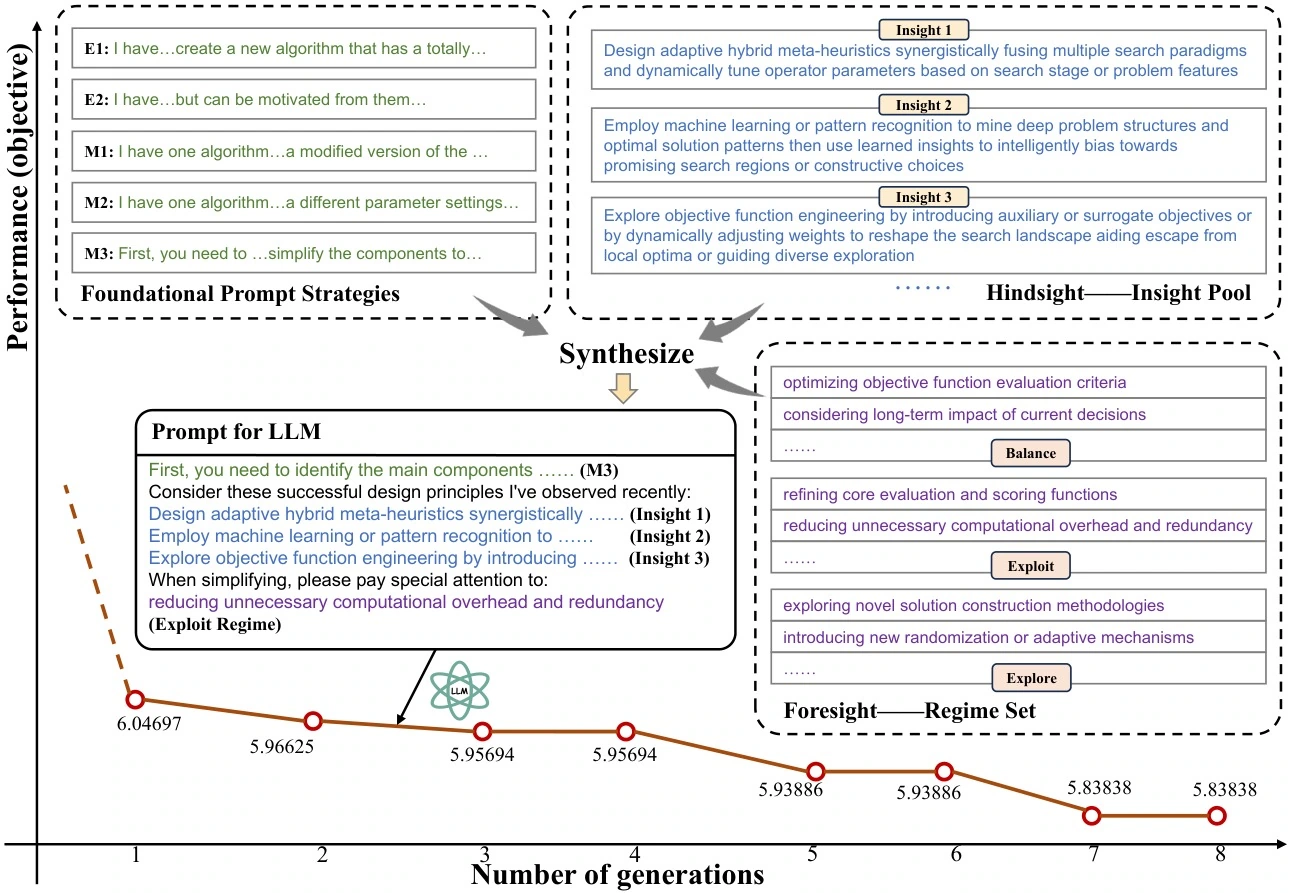 Performance (objective)
E1: I have…create a new algorithm that has a totally…
E2: I have…but can be motivated from them…
M1: I have one algorithm…a modified version of the …
M2: I have one algorithm…a different parameter settings…
M3: First, you need to …simplify the components to…
Foundational Prompt Strategies
Insight 1
Design adaptive hybrid meta-heuristics synergistically fusing multiple search paradigms
and dynamically tune operator parameters based on search stage or problem features
Insight 2
Employ machine learning or pattern recognition to mine deep problem structures and
optimal solution patterns then use learned insights to intelligently bias towards
promising search regions or constructive choices
Insight 3
Explore objective function engineering by introducing auxiliary or surrogate objectives or
by dynamically adjusting weights to reshape the search landscape aiding escape from
local optima or guiding diverse exploration
······
Hindsight——Insight Pool
Synthesize
optimizing objective function evaluation criteria
considering long-term impact of current decisions
……
Balance
refining core evaluation and scoring functions
reducing unnecessary computational overhead and redundancy
……
Exploit
exploring novel solution construction methodologies
introducing new randomization or adaptive mechanisms
……
Explore
Foresight——Regime Set
Prompt for LLM
First, you need to identify the main components …… (M3)
Consider these successful design principles I've observed recently:
Design adaptive hybrid meta-heuristics synergistically …… (Insight 1)
Employ machine learning or pattern recognition to …… (Insight 2)
Explore objective function engineering by introducing …… (Insight 3)
When simplifying, please pay special attention to:
reducing unnecessary computational overhead and redundancy
(Exploit Regime)
LLM
6.04697
5.96625
5.95694
5.95694
5.93886
5.93886
5.83838
5.83838
1 2 3 4 5 6 7 8
Number of generations